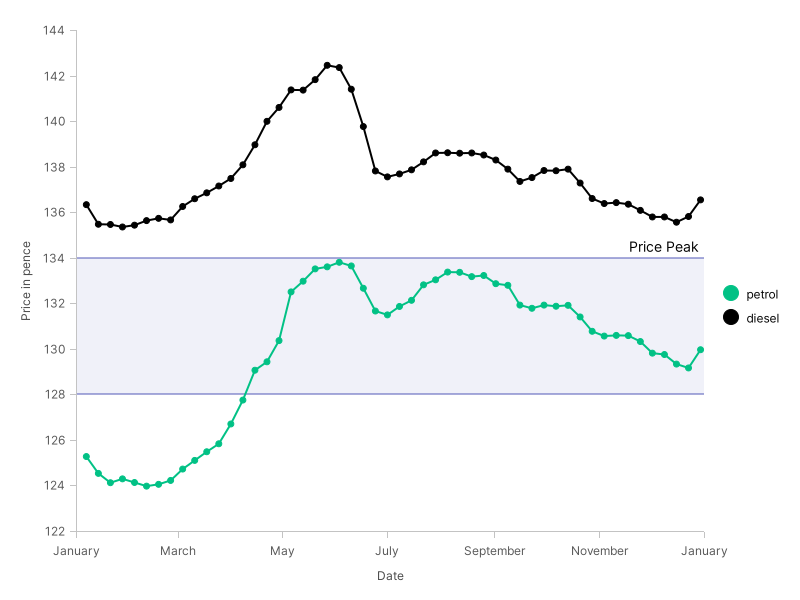 144
142
140
138
136
134
132
130
128
126
124
122
Price in pence
Price Peak
January
March
May
July
September
November
January
Date
petrol
diesel